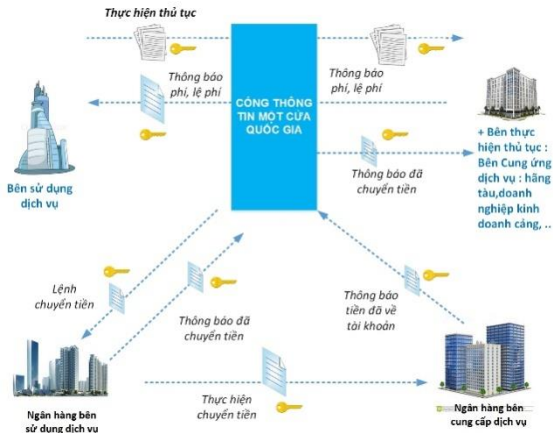 Thực hiện thủ tục
Thông báo
phí, lệ phí
CÔNG THÔNG
TIN MỘT CỬA
QUỐC GIA
Thông báo
phí, lệ phí
Bên sử dụng
dịch vụ
Thông báo đã
chuyển tiền
+ Bên thực
hiện thủ tục :
Bên Cung ứng
dịch vụ : hãng
tàu,doanh
nghiệp kinh
doanh cảng, ..
Lệnh
chuyển tiền
Thông báo đã
chuyển tiền
Thông báo
tiền đã về
tài khoản
Thực hiện
chuyển tiền
Ngân hàng bên
sử dụng dịch vụ
Ngân hàng bên
cung cấp dịch vụ